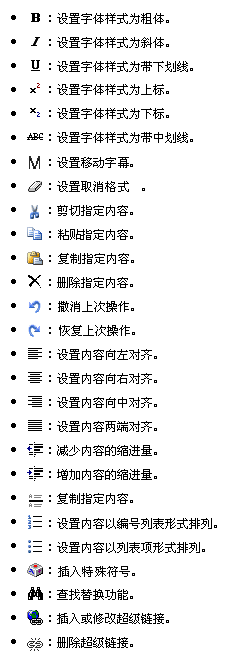 B：设置字体样式为粗体。
I：设置字体样式为斜体。
U：设置字体样式为带下划线。
x²：设置字体样式为上标。
x₂：设置字体样式为下标。
ABC：设置字体样式为带中划线。
M：设置移动字幕。
：设置取消格式 。
：剪切指定内容。
：粘贴指定内容。
：复制指定内容。
：删除指定内容。
：撤消上次操作。
：恢复上次操作。
：设置内容向左对齐。
：设置内容向右对齐。
：设置内容向中对齐。
：设置内容两端对齐。
：减少内容的缩进量。
：增加内容的缩进量。
：复制指定内容。
：设置内容以编号列表形式排列。
：设置内容以列表项形式排列。
：插入特殊符号。
：查找替换功能。
：插入或修改超级链接。
：删除超级链接。